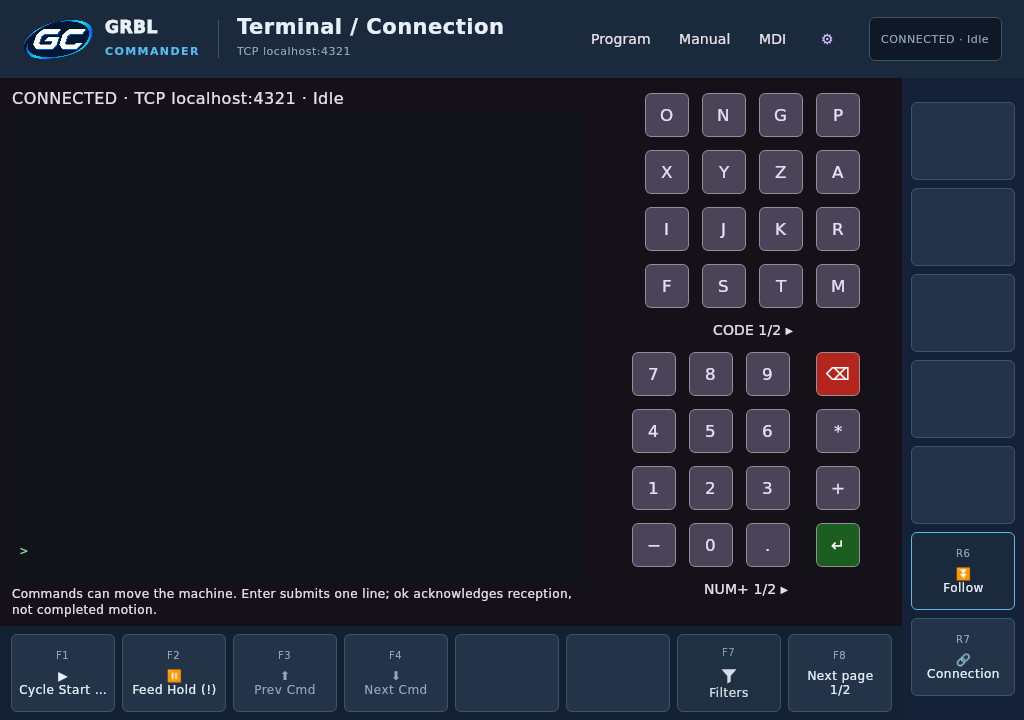 GC GRBL
COMMANDER
Terminal / Connection
TCP localhost:4321
Program Manual MDI ⚙
CONNECTED · Idle
CONNECTED · TCP localhost:4321 · Idle
O N G P
X Y Z A
I J K R
F S T M
CODE 1/2 ▸
7 8 9 ⌫
4 5 6 *
1 2 3 +
− 0 . ↵
NUM+ 1/2 ▸
>
Commands can move the machine. Enter submits one line; ok acknowledges reception,
not completed motion.
R6
⏬
Follow
R7
🔗
Connection
F1
▶
Cycle Start ...
F2
⏸
Feed Hold (!)
F3
⬆
Prev Cmd
F4
⬇
Next Cmd
F7
Filters
F8
Next page
1/2